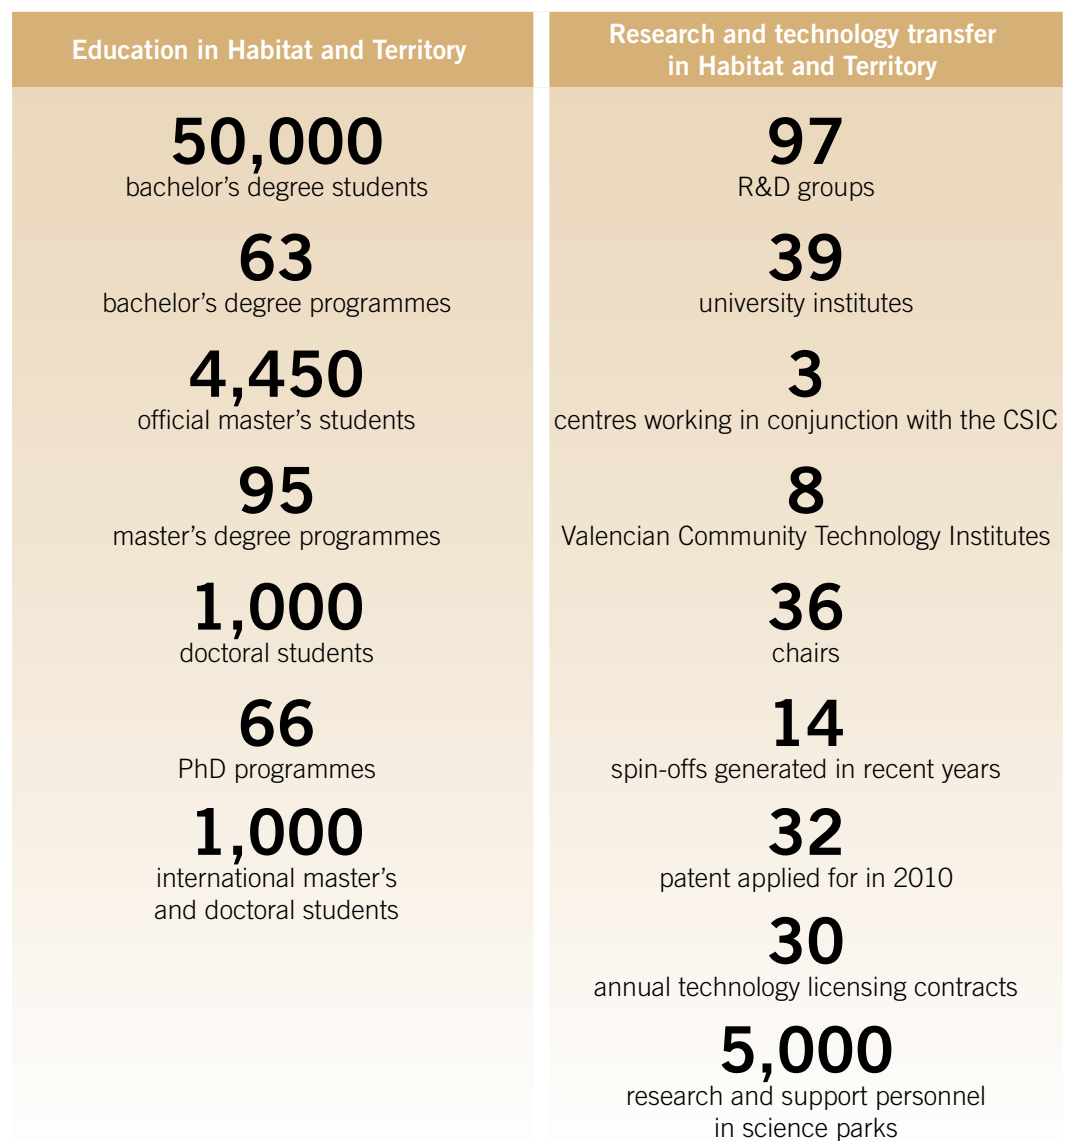 Education in Habitat and Territory
50,000
bachelor’s degree students
63
bachelor’s degree programmes
4,450
official master’s students
95
master’s degree programmes
1,000
doctoral students
66
PhD programmes
1,000
international master’s
and doctoral students
Research and technology transfer
in Habitat and Territory
97
R&D groups
39
university institutes
3
centres working in conjunction with the CSIC
8
Valencian Community Technology Institutes
36
chairs
14
spin-offs generated in recent years
32
patent applied for in 2010
30
annual technology licensing contracts
5,000
research and support personnel
in science parks